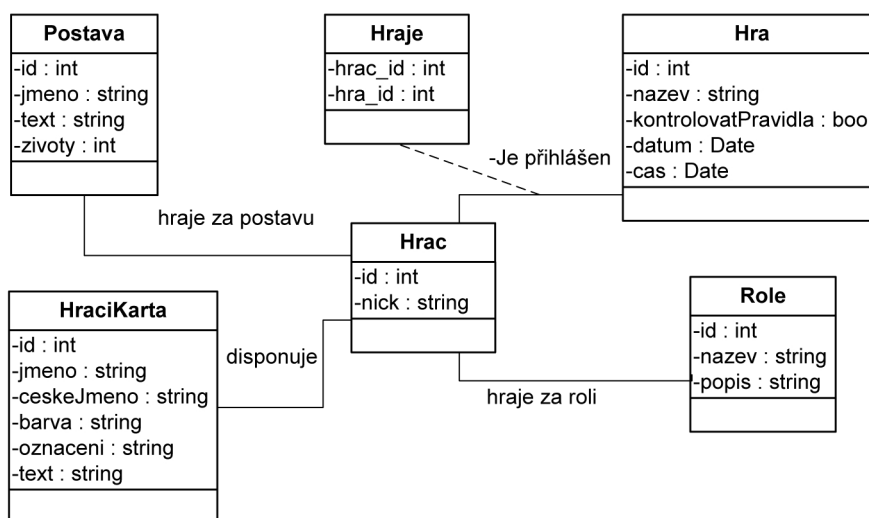 Postava
-id : int
-jmeno : string
-text : string
-zivoty : int
Hraje
-hrac_id : int
-hra_id : int
Hra
-id : int
-nazev : string
-kontrolovatPravidla : boo
-datum : Date
-cas : Date
-Je přihlášen
hraje za postavu
Hrac
-id : int
-nick : string
HraciKarta
-id : int
-jmeno : string
-ceskeJmeno : string
-barva : string
-oznaceni : string
-text : string
disponuje
hraje za roli
Role
-id : int
-nazev : string
-popis : string